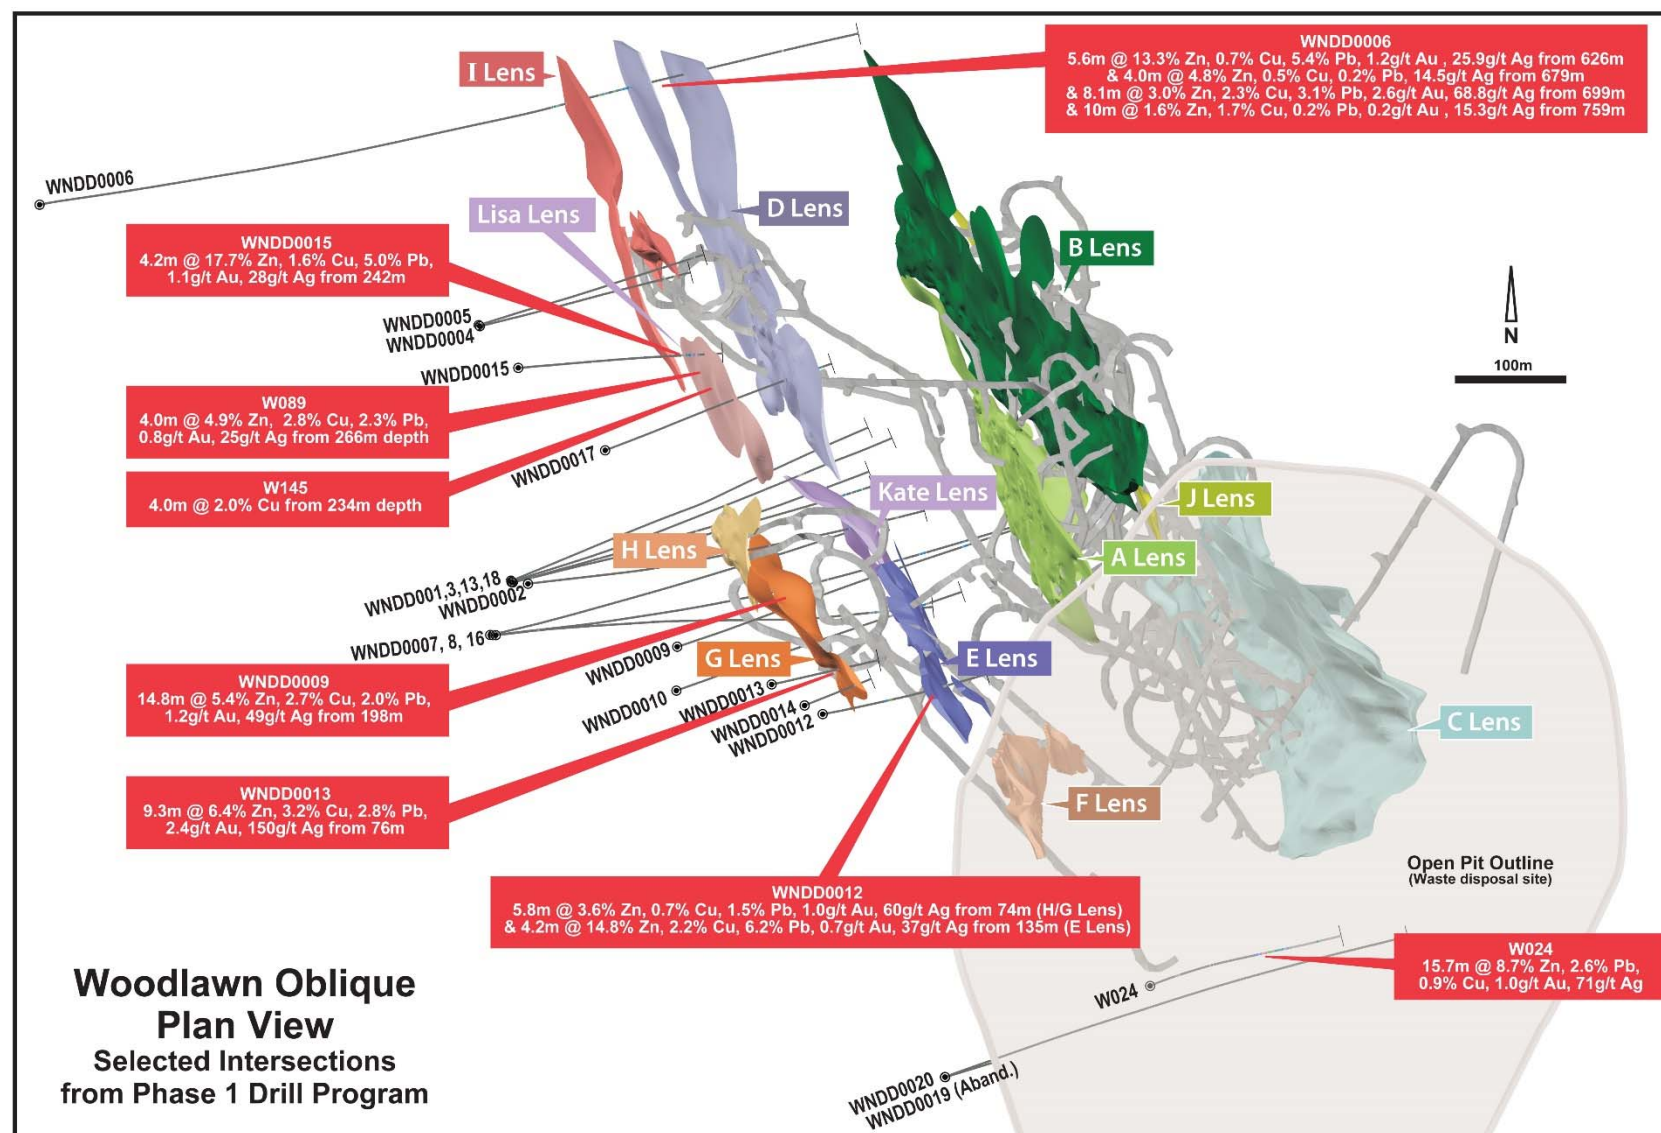 WNDD0006
5.6m @ 13.3% Zn, 0.7% Cu, 5.4% Pb, 1.2g/t Au , 25.9g/t Ag from 626m
& 4.0m @ 4.8% Zn, 0.5% Cu, 0.2% Pb, 14.5g/t Ag from 679m
& 8.1m @ 3.0% Zn, 2.3% Cu, 3.1% Pb, 2.6g/t Au, 68.8g/t Ag from 699m
& 10m @ 1.6% Zn, 1.7% Cu, 0.2% Pb, 0.2g/t Au , 15.3g/t Ag from 759m
I Lens
WNDD0006
Lisa Lens
D Lens
B Lens
WNDD0015
4.2m @ 17.7% Zn, 1.6% Cu, 5.0% Pb,
1.1g/t Au, 28g/t Ag from 242m
WNDD0005
WNDD0004
N
100m
WNDD0015
W089
4.0m @ 4.9% Zn, 2.8% Cu, 2.3% Pb,
0.8g/t Au, 25g/t Ag from 266m depth
WNDD0017
W145
4.0m @ 2.0% Cu from 234m depth
Kate Lens
J Lens
H Lens
A Lens
WNDD001,3,13,18
WNDD0002
WNDD0007, 8, 16
WNDD0009
G Lens
E Lens
WNDD0009
14.8m @ 5.4% Zn, 2.7% Cu, 2.0% Pb,
1.2g/t Au, 49g/t Ag from 198m
WNDD0010
WNDD0013
WNDD0014
WNDD0012
C Lens
WNDD0013
9.3m @ 6.4% Zn, 3.2% Cu, 2.8% Pb,
2.4g/t Au, 150g/t Ag from 76m
F Lens
Open Pit Outline
(Waste disposal site)
WNDD0012
5.8m @ 3.6% Zn, 0.7% Cu, 1.5% Pb, 1.0g/t Au, 60g/t Ag from 74m (H/G Lens)
& 4.2m @ 14.8% Zn, 2.2% Cu, 6.2% Pb, 0.7g/t Au, 37g/t Ag from 135m (E Lens)
W024
15.7m @ 8.7% Zn, 2.6% Pb,
0.9% Cu, 1.0g/t Au, 71g/t Ag
W024
Woodlawn Oblique
Plan View
Selected Intersections
from Phase 1 Drill Program
WNDD0020
WNDD0019 (Aband.)